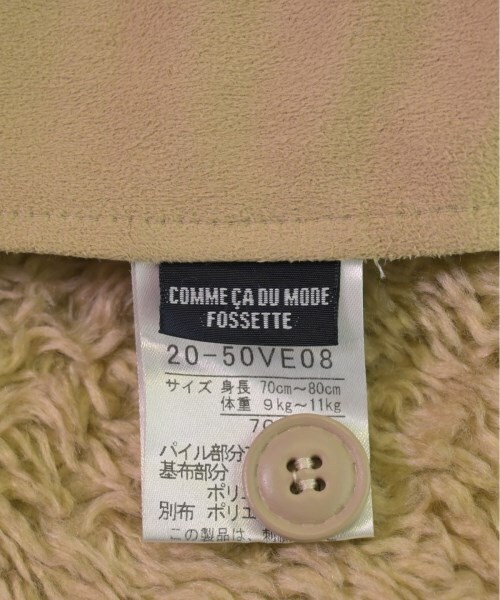 COMME ÇA DU MODE
FOSSETTE
20-50VE08
サイズ 身長 70cm~80cm
体重 9kg~11kg
パイル部分
基布部分
ポリ
別布 ポリエ
この製品は、刺